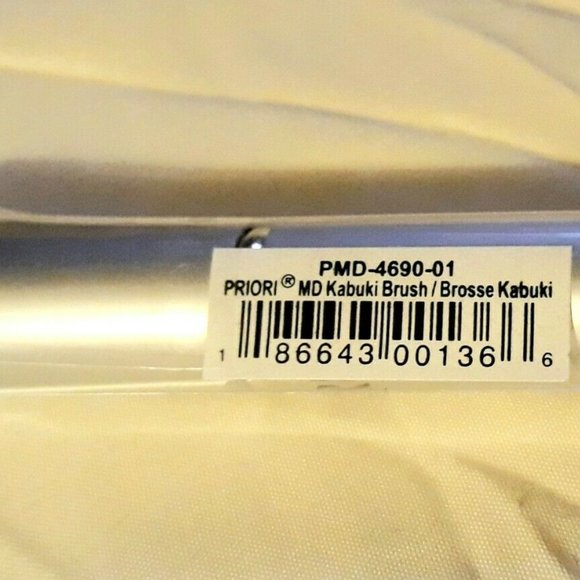 PMD-4690-01
PRIORI® MD Kabuki Brush / Brosse Kabuki
1 86643 00136 6